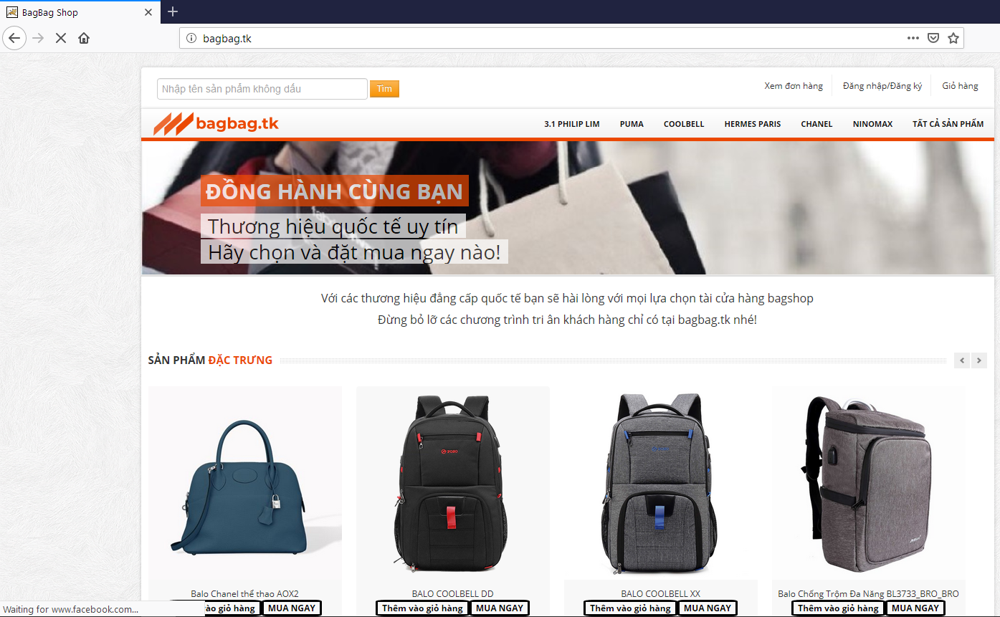 BagBag Shop
bagbag.tk
Nhập tên sản phẩm không dấu
Tìm
Xem đơn hàng
Đăng nhập/Đăng ký
Giỏ hàng
bagbag.tk
3.1 PHILIP LIM
PUMA
COOLBELL
HERMES PARIS
CHANEL
NINOMAX
TẤT CẢ SẢN PHẨM
ĐỒNG HÀNH CÙNG BẠN
Thương hiệu quốc tế uy tín
Hãy chọn và đặt mua ngay nào!
Với các thương hiệu đẳng cấp quốc tế bạn sẽ hài lòng với mọi lựa chọn tài cửa hàng bagshop
Đừng bỏ lỡ các chương trình tri ân khách hàng chỉ có tại bagbag.tk nhé!
SẢN PHẨM ĐẶC TRƯNG
Balo Chanel thể thao AOX2
vào giỏ hàng
MUA NGAY
BALO COOLBELL DD
Thêm vào giỏ hàng
MUA NGAY
BALO COOLBELL XX
Thêm vào giỏ hàng
MUA NGAY
Balo Chống Trộm Đa Năng BL3733_BRO_BRO
Thêm vào giỏ hàng
MUA NGAY
Waiting for www.facebook.com...